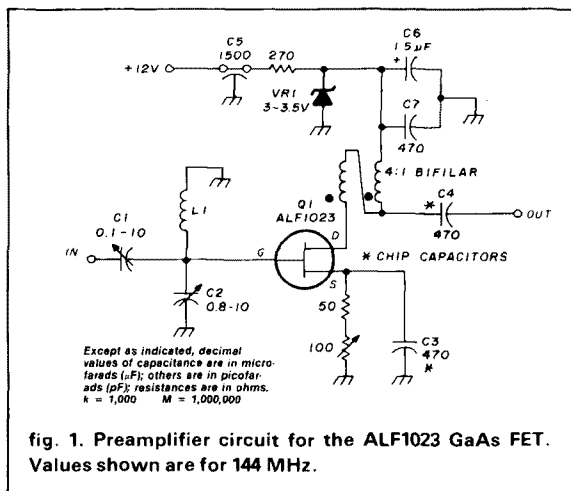 C5
1500
270
+12V
VR1
3-3.5V
C6
+ 1.5 µF
C7
470
4:1 BIFILAR
C4
* 470
OUT
Q1
ALF1023
L1
C1
0.1-10
IN
C2
0.8-10
G
D
S
* CHIP CAPACITORS
50
100
C3
470
*
Except as indicated, decimal
values of capacitance are in micro-
farads (µF); others are in picofar-
ads (pF); resistances are in ohms.
k = 1,000 M = 1,000,000
fig. 1. Preamplifier circuit for the ALF1023 GaAs FET.
Values shown are for 144 MHz.